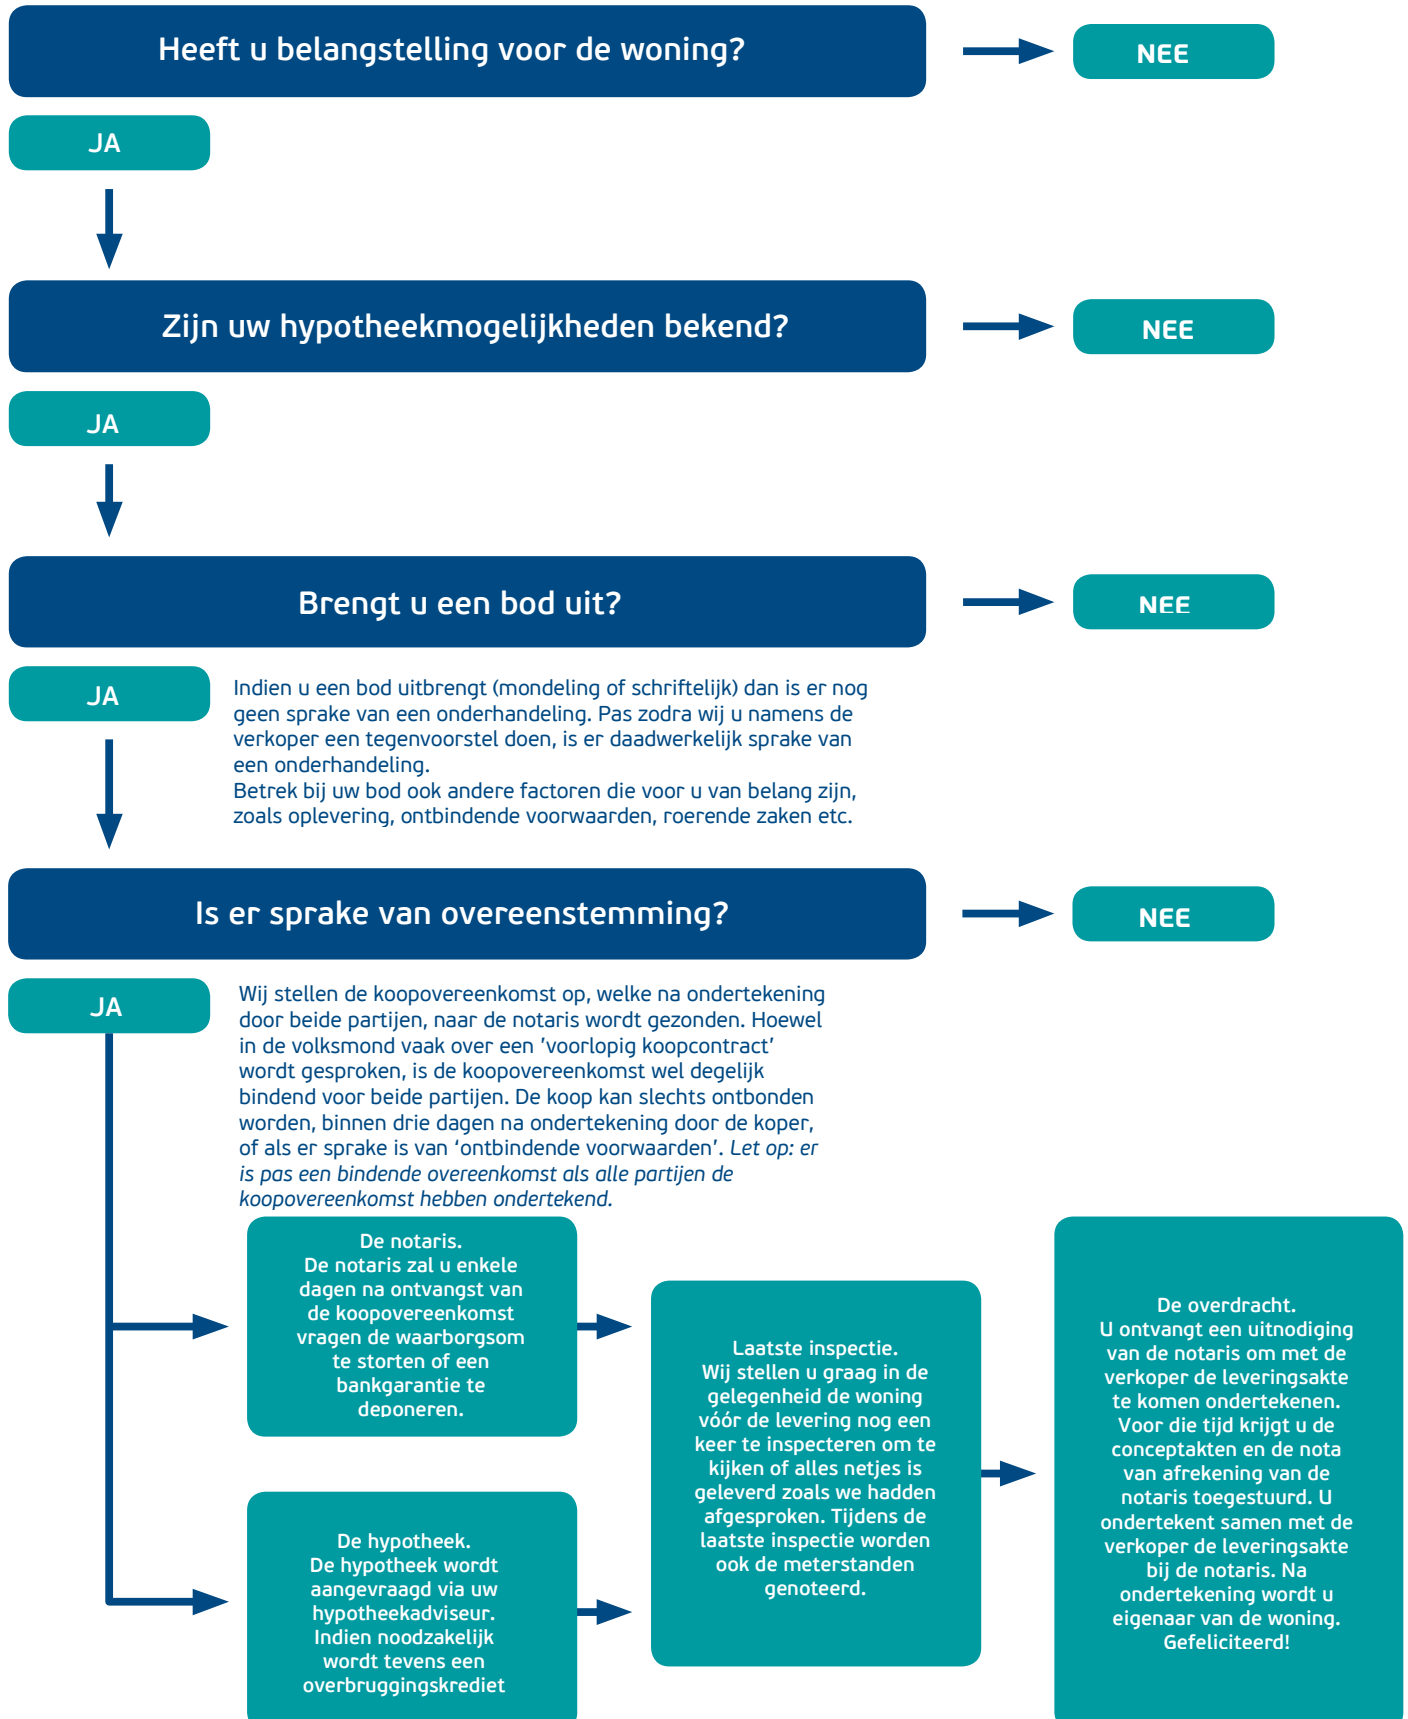 Heeft u belangstelling voor de woning?
NEE
JA
Zijn uw hypotheekmogelijkheden bekend?
NEE
JA
Brengt u een bod uit?
NEE
JA
Indien u een bod uitbrengt (mondeling of schriftelijk) dan is er nog
geen sprake van een onderhandeling. Pas zodra wij u namens de
verkoper een tegenvoorstel doen, is er daadwerkelijk sprake van
een onderhandeling.
Betrek bij uw bod ook andere factoren die voor u van belang zijn,
zoals oplevering, ontbindende voorwaarden, roerende zaken etc.
Is er sprake van overeenstemming?
NEE
JA
Wij stellen de koopovereenkomst op, welke na ondertekening
door beide partijen, naar de notaris wordt gezonden. Hoewel
in de volksmond vaak over een 'voorlopig koopcontract'
wordt gesproken, is de koopovereenkomst wel degelijk
bindend voor beide partijen. De koop kan slechts ontbonden
worden, binnen drie dagen na ondertekening door de koper,
of als er sprake is van ‘ontbindende voorwaarden’. Let op: er
is pas een bindende overeenkomst als alle partijen de
koopovereenkomst hebben ondertekend.
De notaris.
De notaris zal u enkele
dagen na ontvangst van
de koopovereenkomst
vragen de waarborgsom
te storten of een
bankgarantie te
deponeren.
De hypotheek.
De hypotheek wordt
aangevraagd via uw
hypotheekadviseur.
Indien noodzakelijk
wordt tevens een
overbruggingskrediet
Laatste inspectie.
Wij stellen u graag in de
gelegenheid de woning
vóór de levering nog een
keer te inspecteren om te
kijken of alles netjes is
geleverd zoals we hadden
afgesproken. Tijdens de
laatste inspectie worden
ook de meterstanden
genoteerd.
De overdracht.
U ontvangt een uitnodiging
van de notaris om met de
verkoper de leveringsakte
te komen ondertekenen.
Voor die tijd krijgt u de
conceptakten en de nota
van afrekening van de
notaris toegestuurd. U
ondertekent samen met de
verkoper de leveringsakte
bij de notaris. Na
ondertekening wordt u
eigenaar van de woning.
Gefeliciteerd!